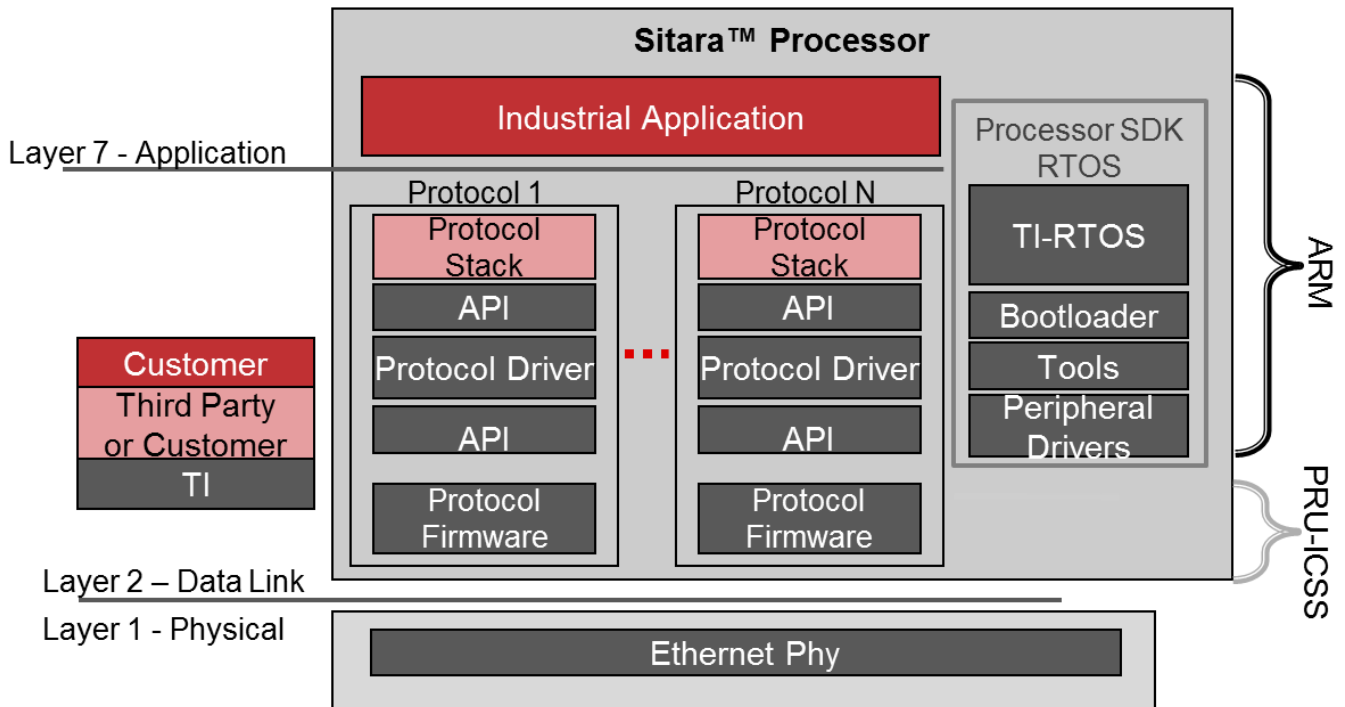 Sitara™ Processor
Industrial Application
Layer 7 - Application
Protocol 1
Protocol
Stack
API
Protocol Driver
API
Protocol
Firmware
Protocol N
Protocol
Stack
API
Protocol Driver
API
Protocol
Firmware
Processor SDK
RTOS
TI-RTOS
Bootloader
Tools
Peripheral
Drivers
ARM
PRU-ICSS
Customer
Third Party
or Customer
TI
Layer 2 – Data Link
Layer 1 - Physical
Ethernet Phy